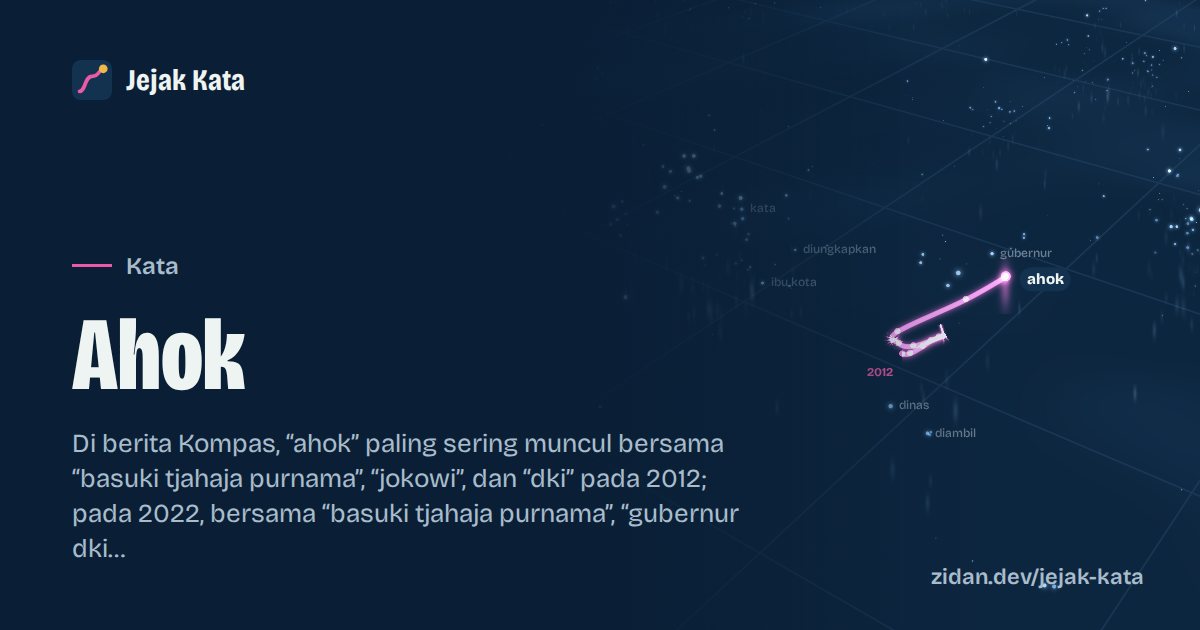 Jejak Kata
Kata
Ahok
Di berita Kompas, “ahok” paling sering muncul bersama
“basuki tjahaja purnama”, “jokowi”, dan “dki” pada 2012;
pada 2022, bersama “basuki tjahaja purnama”, “gubernur
dki...
kata
diungkapkan
gubernur
ibu kota
ahok
2012
dinas
diambil
zidan.dev/jejak-kata